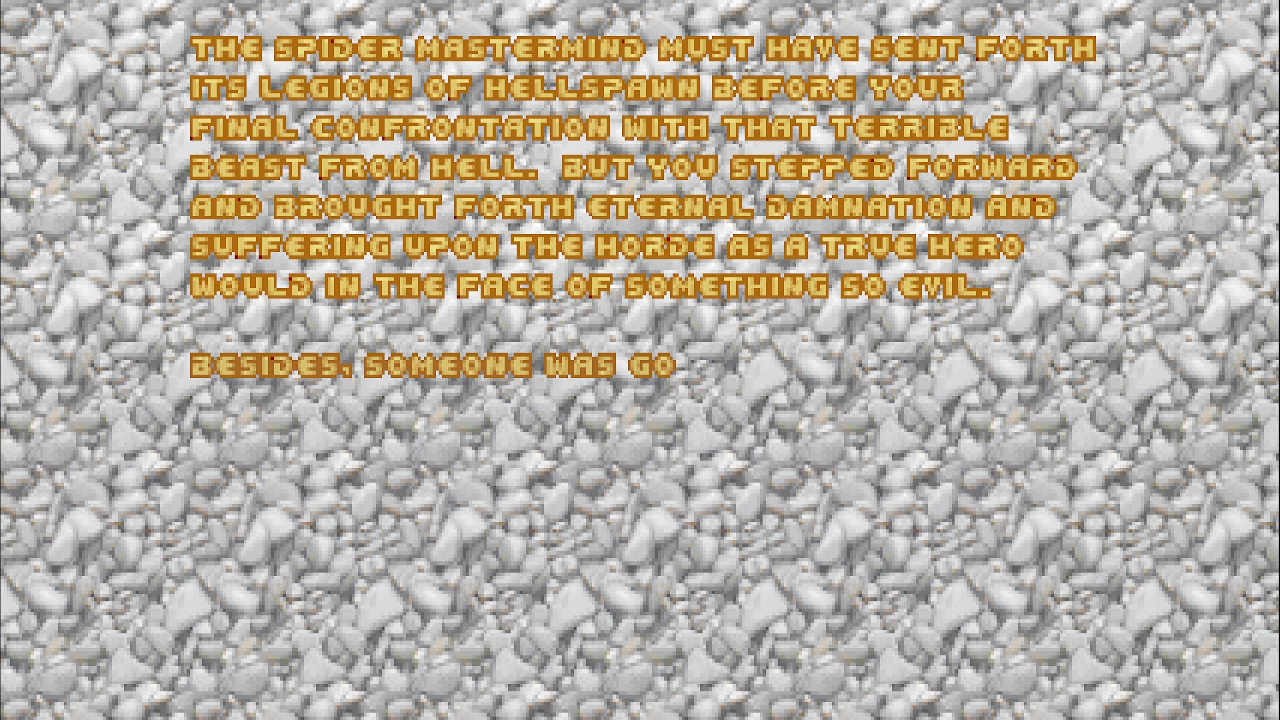 THE SPIDER MASTERMIND MUST HAVE SENT FORTH
ITS LEGIONS OF HELLSPAWN BEFORE YOUR
FINAL CONFRONTATION WITH THAT TERRIBLE
BEAST FROM HELL.  BUT YOU STEPPED FORWARD
AND BROUGHT FORTH ETERNAL DAMNATION AND
SUFFERING UPON THE HORDE AS A TRUE HERO
WOULD IN THE FACE OF SOMETHING SO EVIL.
BESIDES, SOMEONE WAS GO